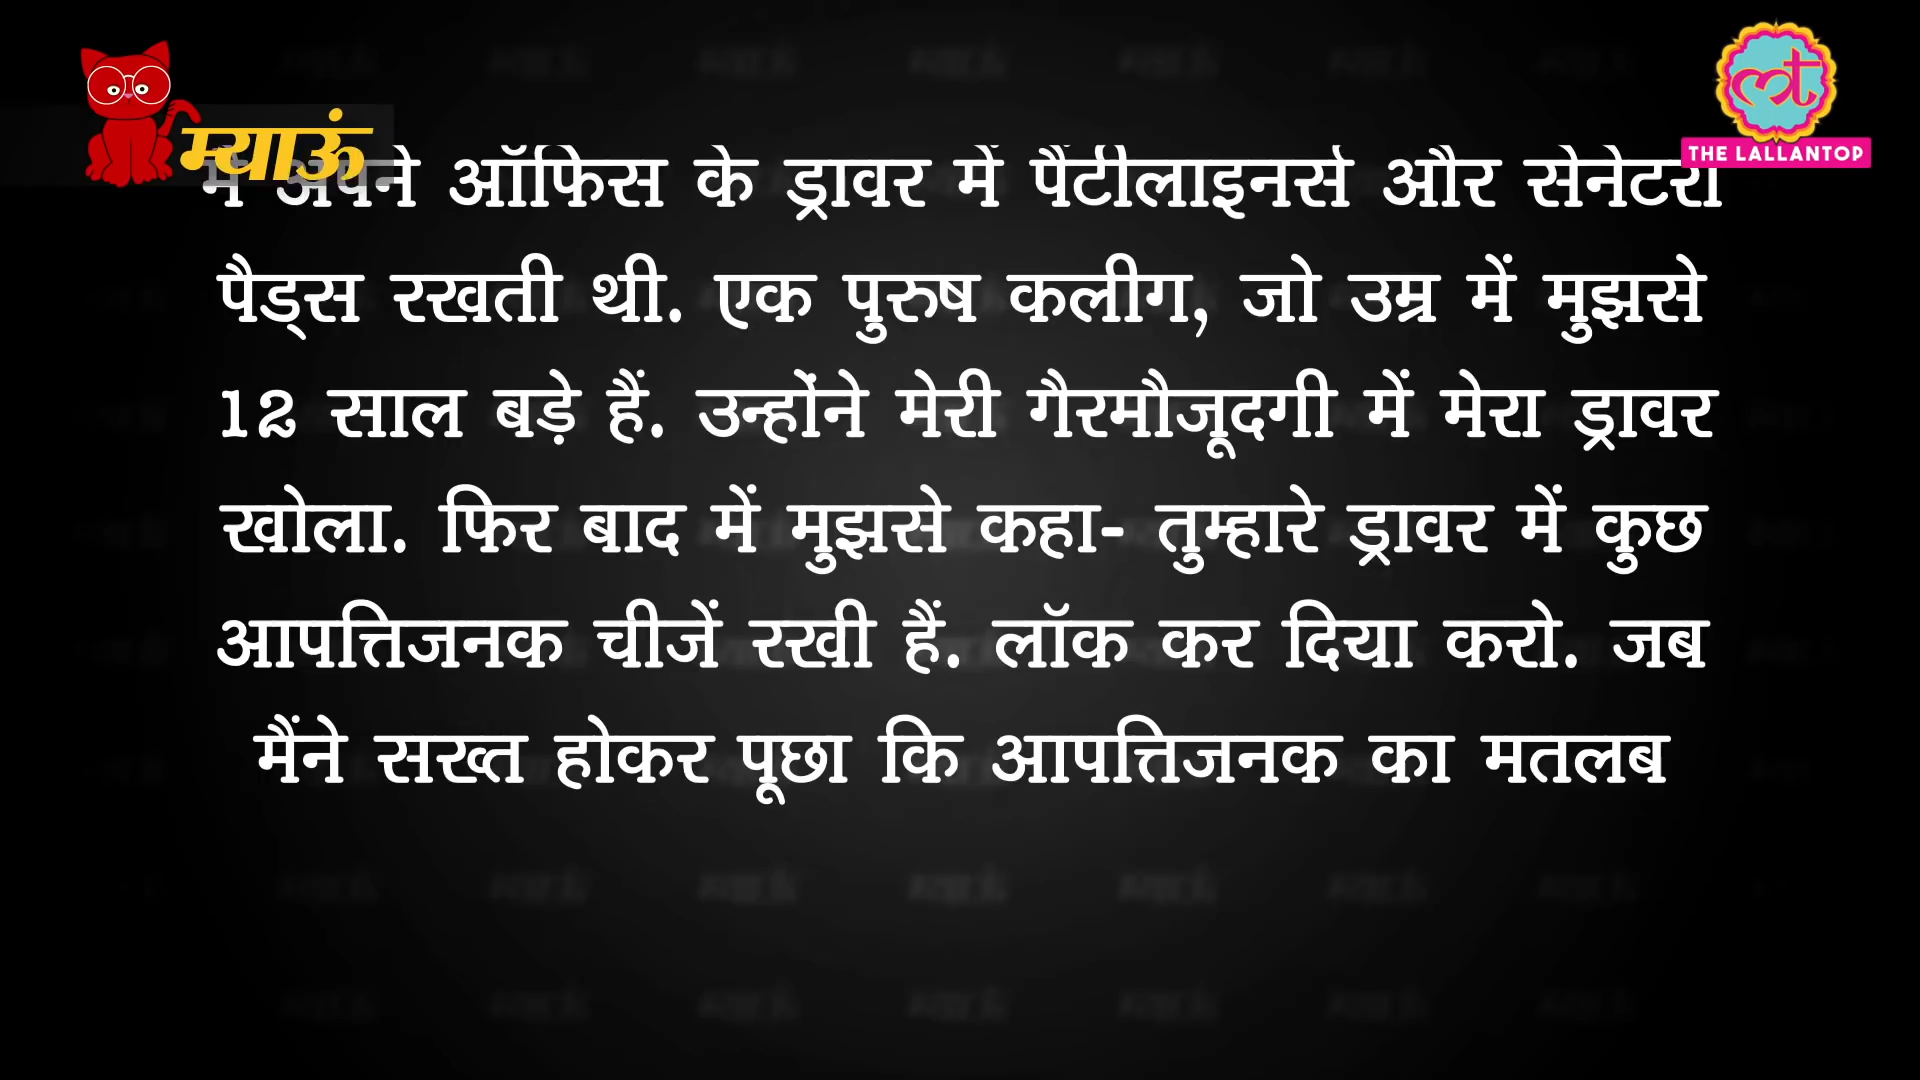 म्याऊं
THE LALLANTOP
मैं अपने ऑफिस के ड्रावर में पैंटीलाइनर्स और सेनेटरी
पैड्स रखती थी. एक पुरुष कलीग, जो उम्र में मुझसे
12 साल बड़े हैं. उन्होंने मेरी गैरमौजूदगी में मेरा ड्रावर
खोला. फिर बाद में मुझसे कहा- तुम्हारे ड्रावर में कुछ
आपत्तिजनक चीजें रखी हैं. लॉक कर दिया करो. जब
मैंने सख्त होकर पूछा कि आपत्तिजनक का मतलब